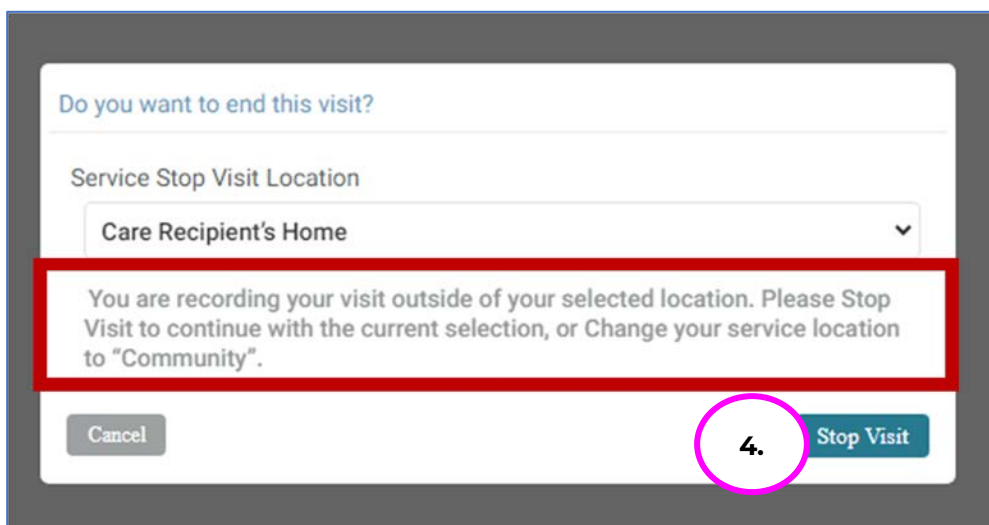 Do you want to end this visit?
Service Stop Visit Location
Care Recipient's Home
You are recording your visit outside of your selected location. Please Stop
Visit to continue with the current selection, or Change your service location
to “Community”.
Cancel
4.
Stop Visit